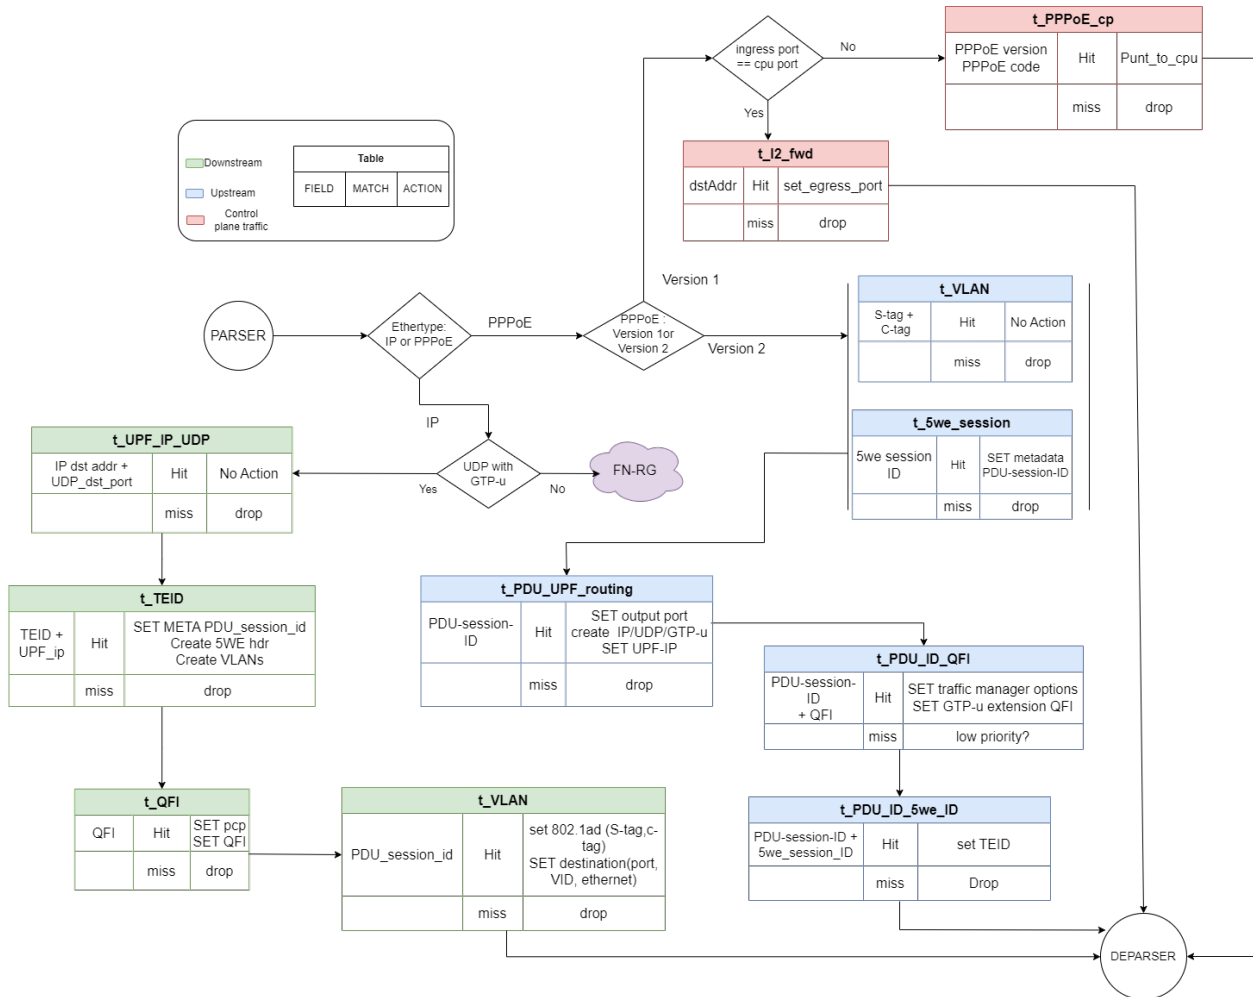 t_PPPoE_cp
PPPoE version
PPPoE code
Hit
Punt_to_cpu
miss
drop
ingress port
== cpu port
No
Yes
t_l2_fwd
dstAddr
Hit
set_egress_port
miss
drop
Downstream
Upstream
Control
plane traffic
Table
FIELD
MATCH
ACTION
Version 1
PARSER
Ethertype:
IP or PPPoE
PPPoE
PPPoE :
Version 1or
Version 2
Version 2
t_VLAN
S-tag +
C-tag
Hit
No Action
miss
drop
t_5we_session
5we session
ID
Hit
SET metadata
PDU-session-ID
miss
drop
IP
UDP with
GTP-u
Yes
No
FN-RG
t_UPF_IP_UDP
IP dst addr +
UDP_dst_port
Hit
No Action
miss
drop
t_TEID
TEID +
UPF_ip
Hit
SET META PDU_session_id
Create 5WE hdr
Create VLANs
miss
drop
t_PDU_UPF_routing
PDU-session-
ID
Hit
SET output port
create IP/UDP/GTP-u
SET UPF-IP
miss
drop
t_PDU_ID_QFI
PDU-session-
ID
+ QFI
Hit
SET traffic manager options
SET GTP-u extension QFI
miss
low priority?
t_QFI
QFI
Hit
SET pcp
SET QFI
miss
drop
t_VLAN
PDU_session_id
Hit
set 802.1ad (S-tag,c-
tag)
SET destination(port,
VID, ethernet)
miss
drop
t_PDU_ID_5we_ID
PDU-session-ID +
5we_session_ID
Hit
set TEID
miss
Drop
DEPARSER